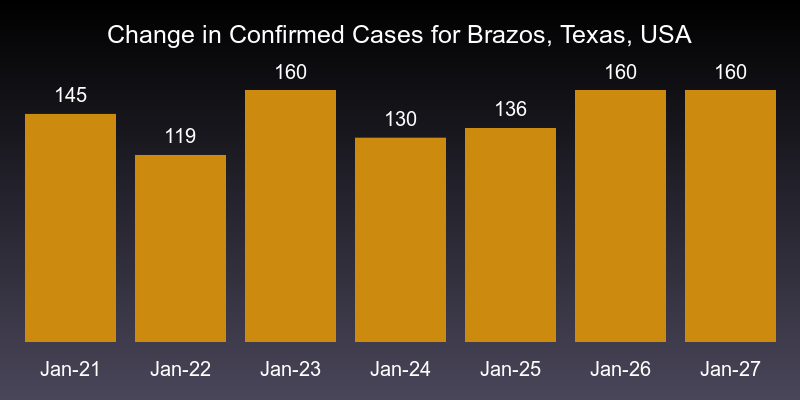 Change in Confirmed Cases for Brazos, Texas, USA
145
119
160
130
136
160
160
Jan-21
Jan-22
Jan-23
Jan-24
Jan-25
Jan-26
Jan-27